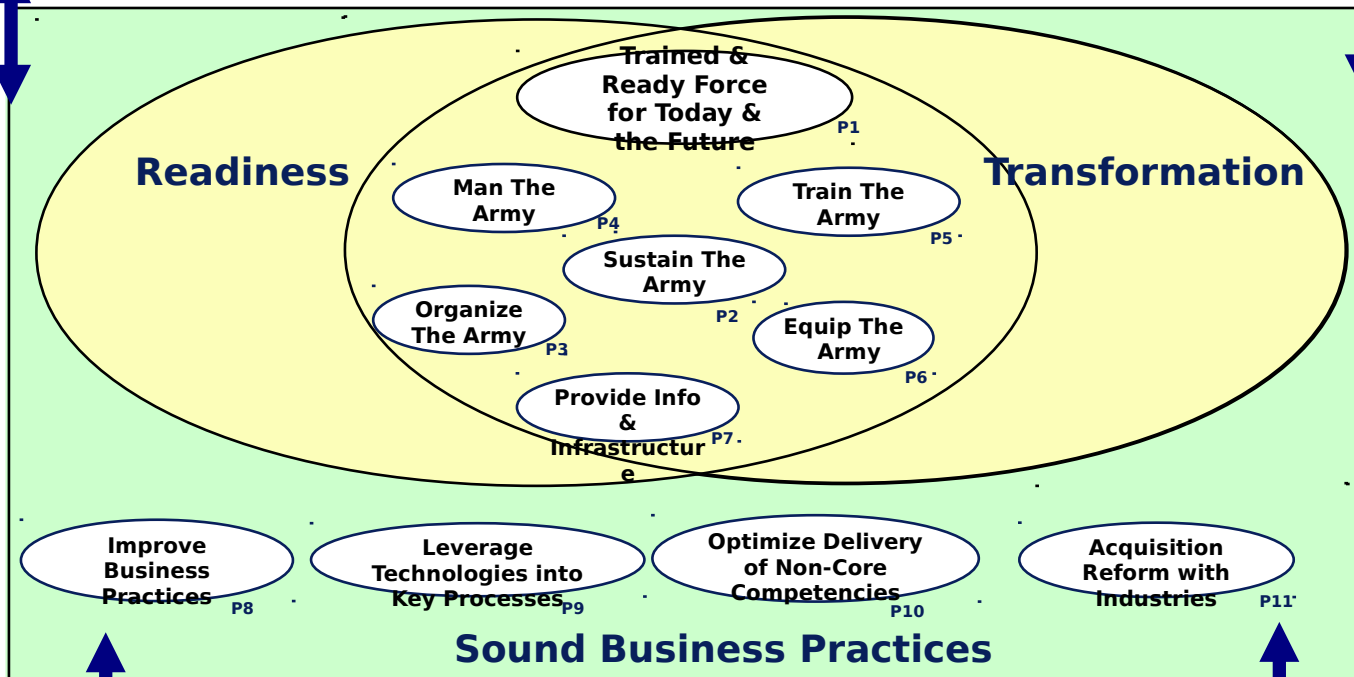 Trained &
Ready Force
for Today &
the Future
P1
Readiness
Transformation
Man The
Army
P4
Train The
Army
P5
Sustain The
Army
P2
Organize
The Army
P3
Equip The
Army
P6
Provide Info
&
Infrastructur
e
P7
Improve
Business
Practices
P8
Leverage
Technologies into
Key Processes
P9
Optimize Delivery
of Non-Core
Competencies
P10
Acquisition
Reform with
Industries
P11
Sound Business Practices